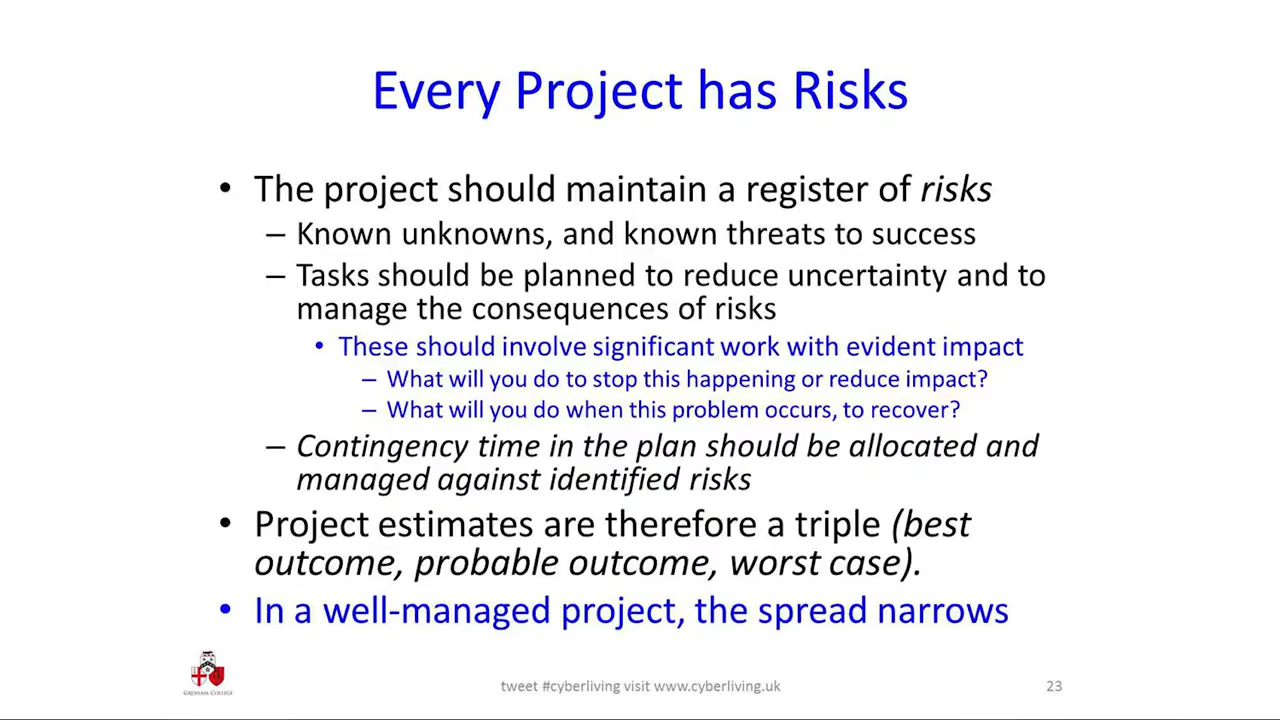 Every Project has Risks
• The project should maintain a register of risks
– Known unknowns, and known threats to success
– Tasks should be planned to reduce uncertainty and to
manage the consequences of risks
• These should involve significant work with evident impact
– What will you do to stop this happening or reduce impact?
– What will you do when this problem occurs, to recover?
– Contingency time in the plan should be allocated and
managed against identified risks
• Project estimates are therefore a triple (best
outcome, probable outcome, worst case).
• In a well-managed project, the spread narrows
GRESHAM COLLEGE
tweet #cyberliving visit www.cyberliving.uk
23